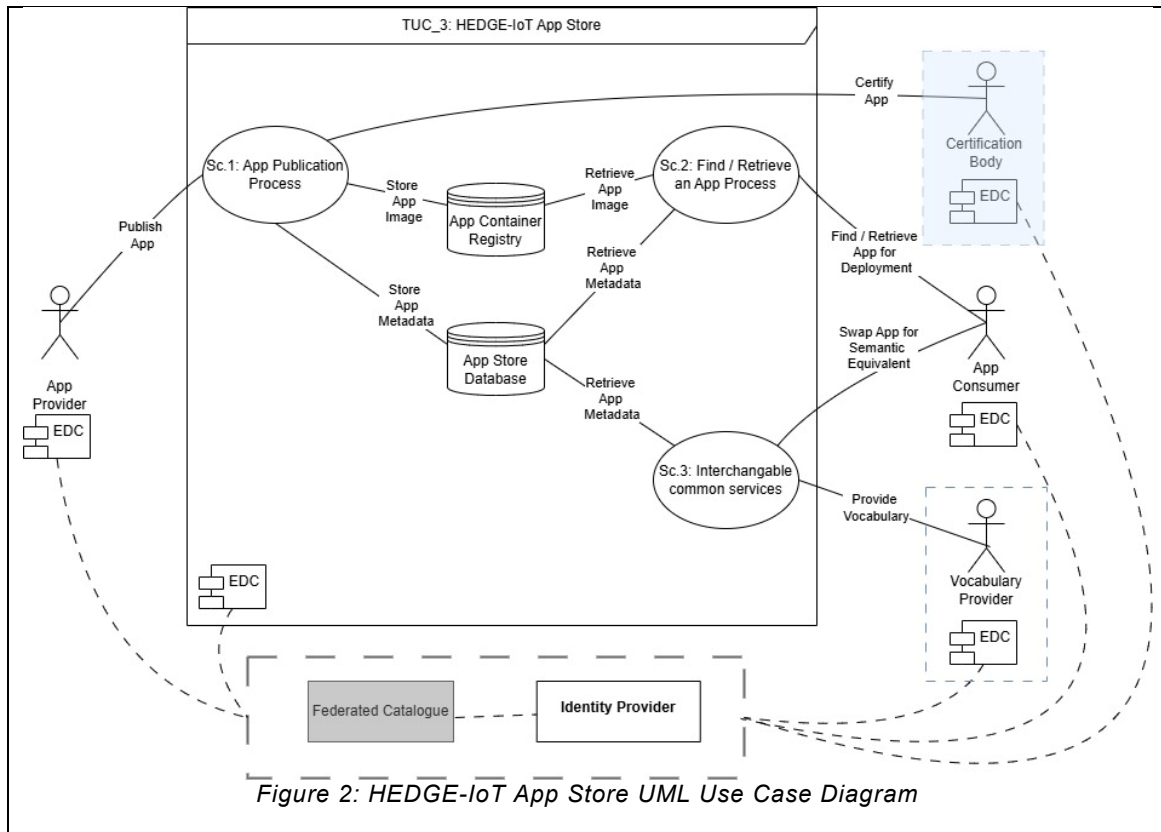 TUC_3: HEDGE-IoT App Store
Certify
App
Certification
Body
EDC
Sc.1: App Publication
Process
Sc.2: Find / Retrieve
an App Process
Store
App
Image
Retrieve
App
Image
App Container
Registry
Publish
App
Find / Retrieve
App for
Deployment
Retrieve
App
Metadata
Store
App
Metadata
App Store
Database
Swap App for
Semantic
Equivalent
App
Provider
EDC
App
Consumer
EDC
Retrieve
App
Metadata
Sc.3: Interchangable
common services
Provide
Vocabulary
Vocabulary
Provider
EDC
EDC
Federated Catalogue
Identity Provider
Figure 2: HEDGE-IoT App Store UML Use Case Diagram